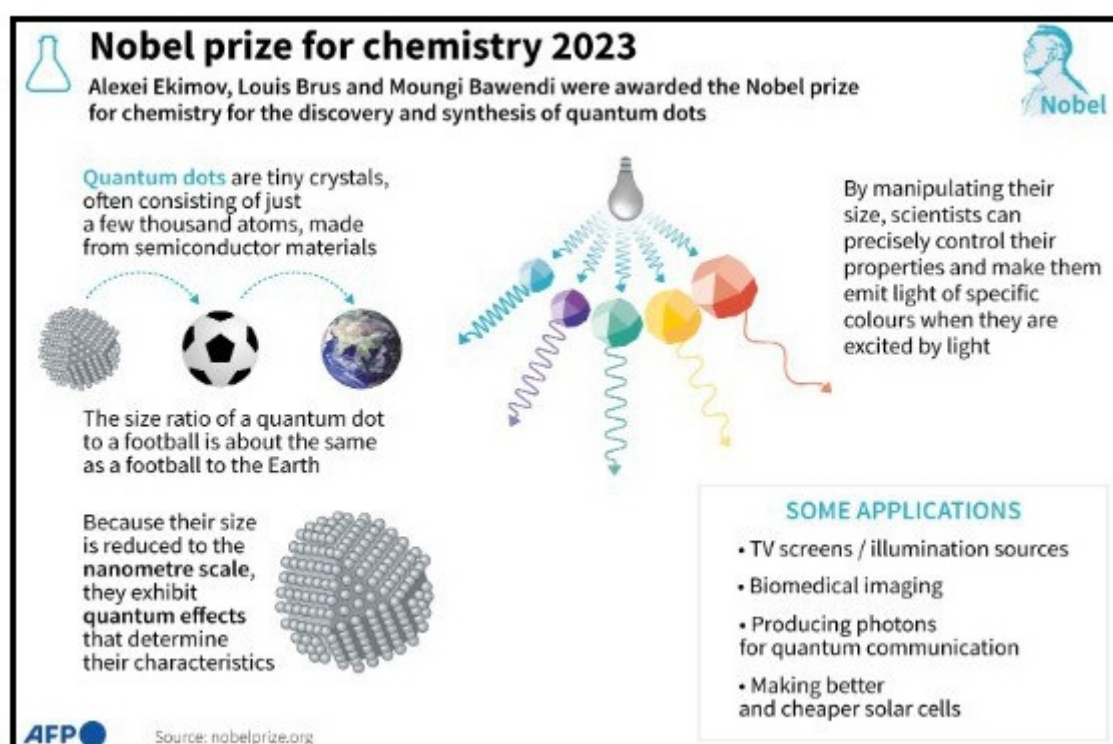 Nobel prize for chemistry 2023
Alexei Ekimov, Louis Brus and Moungi Bawendi were awarded the Nobel prize
for chemistry for the discovery and synthesis of quantum dots
Nobel
Quantum dots are tiny crystals,
often consisting of just
a few thousand atoms, made
from semiconductor materials
The size ratio of a quantum dot
to a football is about the same
as a football to the Earth
Because their size
is reduced to the
nanometre scale,
they exhibit
quantum effects
that determine
their characteristics
By manipulating their
size, scientists can
precisely control their
properties and make them
emit light of specific
colours when they are
excited by light
SOME APPLICATIONS
• TV screens / illumination sources
• Biomedical imaging
• Producing photons
for quantum communication
• Making better
and cheaper solar cells
AFP
Source: nobelprize.org